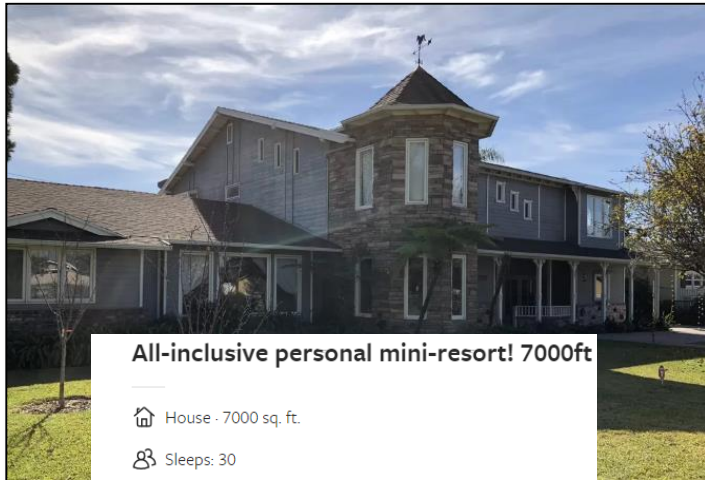 All-inclusive personal mini-resort! 7000ft
House · 7000 sq. ft.
Sleeps: 30